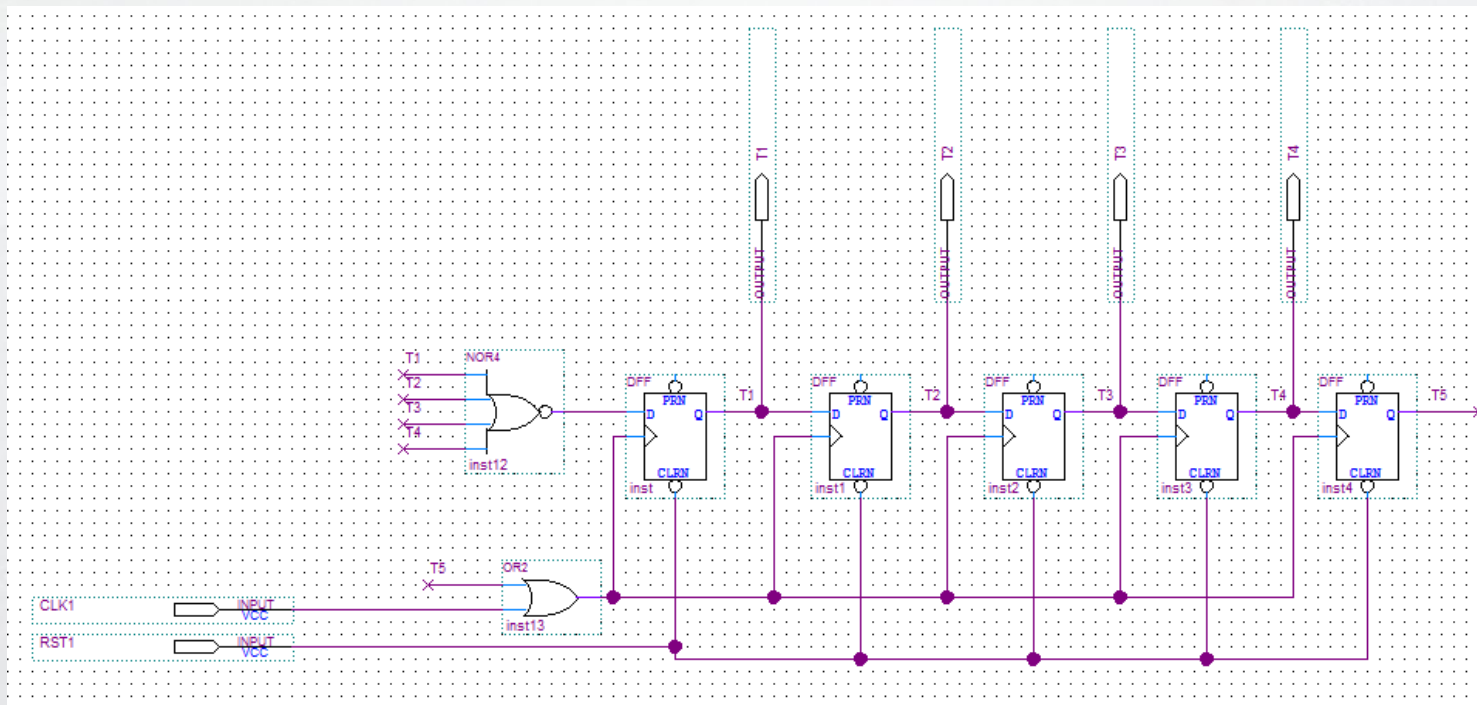 T1
T2
T3
T4
OUTPUT
OUTPUT
OUTPUT
OUTPUT
T1
T2
T3
T4
NOR4
inst12
DFF
PRN
D
Q
CLRN
inst
T1
DFF
PRN
D
Q
CLRN
inst1
T2
DFF
PRN
D
Q
CLRN
inst2
T3
DFF
PRN
D
Q
CLRN
inst3
T4
DFF
PRN
D
Q
CLRN
inst4
T5
T5
OR2
inst13
CLK1
INPUT
VCC
RST1
INPUT
VCC